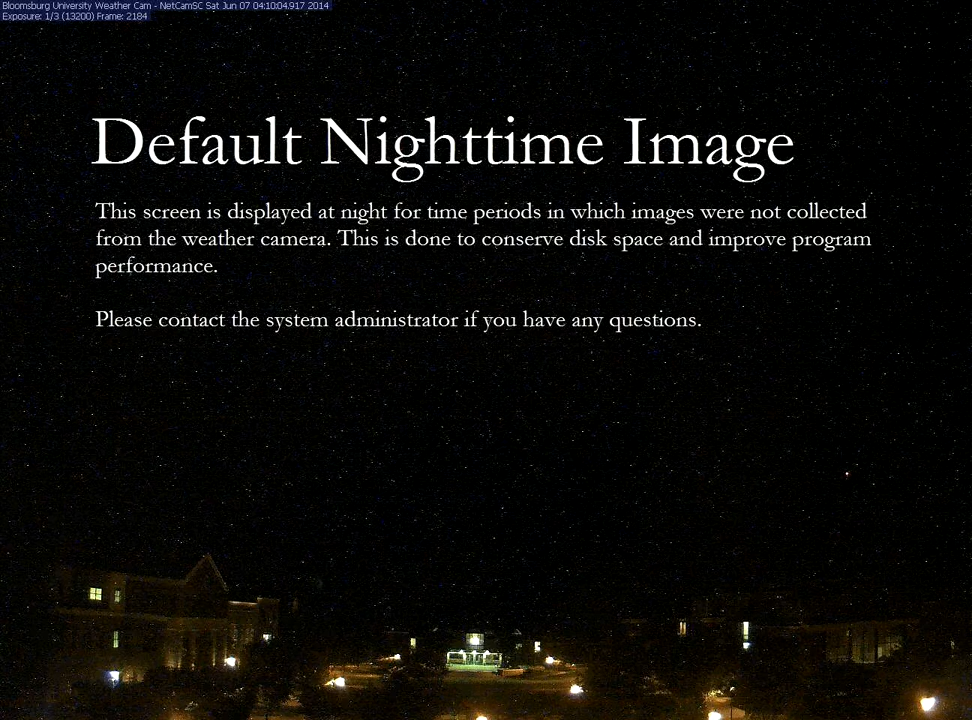 Bloomsburg University Weather Cam - NetCamSC Sat Jun 07 04:10:04.917 2014
Exposure: 1/3 (13200) Frame: 2184
Default Nighttime Image
This screen is displayed at night for time periods in which images were not collected
from the weather camera. This is done to conserve disk space and improve program
performance.
Please contact the system administrator if you have any questions.